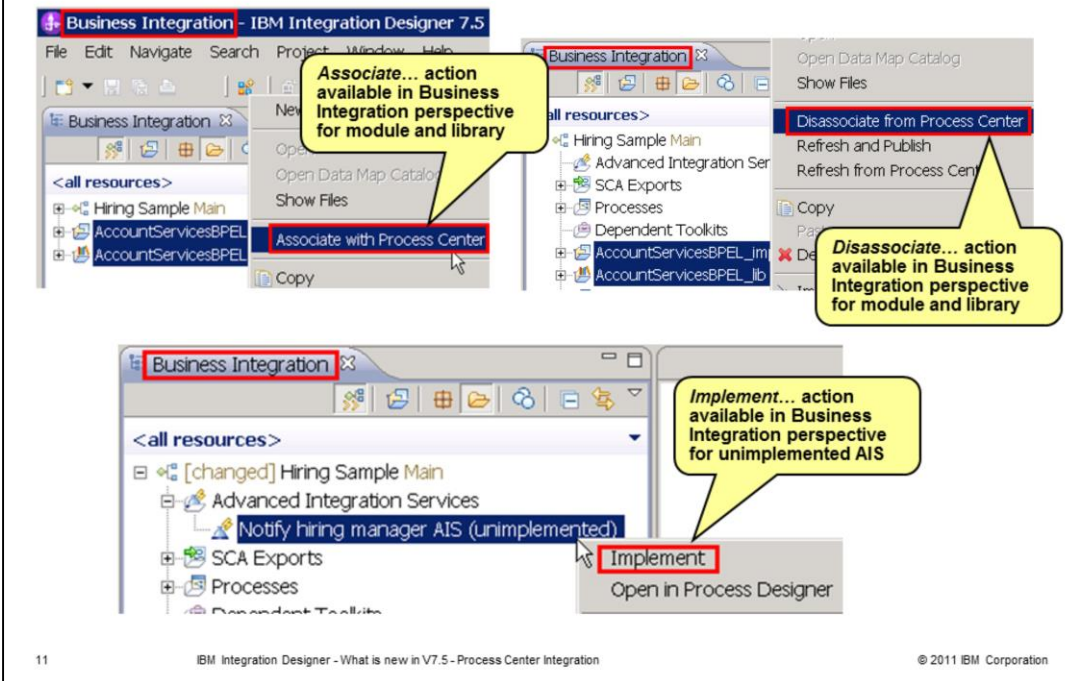 Business Integration - IBM Integration Designer 7.5
File Edit Navigate Search Project Window Help
Business Integration
<all resources>
Hiring Sample Main
AccountServicesBPEL
AccountServicesBPEL
New
Open Data Map Catalog
Show Files
Associate with Process Center
Copy
Associate... action
available in Business
Integration perspective
for module and library
Business Integration
all resources>
Hiring Sample Main
Advanced Integration Ser
SCA Exports
Processes
Dependent Toolkits
AccountServicesBPEL_im
AccountServicesBPEL_lib
Open Data Map Catalog
Show Files
Disassociate from Process Center
Refresh and Publish
Refresh from Process Cen
Copy
De
Disassociate... action
available in Business
Integration perspective
for module and library
Business Integration
<all resources>
[changed] Hiring Sample Main
Advanced Integration Services
Notify hiring manager AIS (unimplemented)
SCA Exports
Processes
Dependent Toolkits
Implement
Open in Process Designer
Implement... action
available in Business
Integration perspective
for unimplemented AIS
11
IBM Integration Designer - What is new in V7.5 - Process Center Integration
© 2011 IBM Corporation